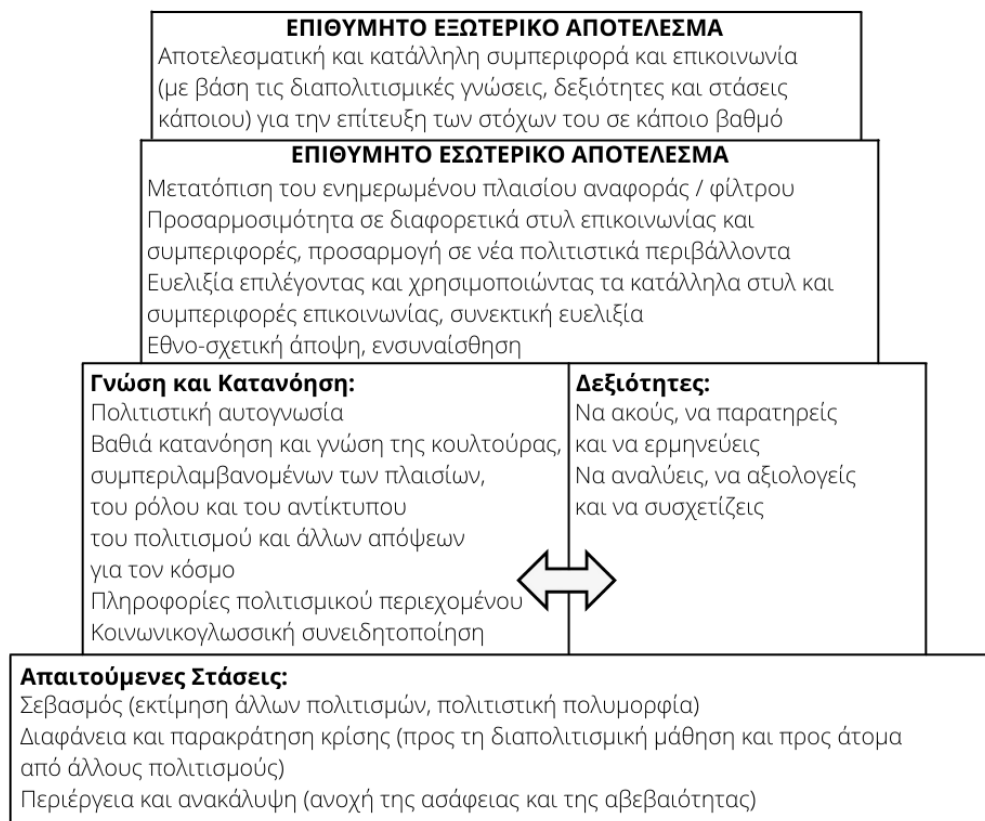 ΕΠΙΘΥΜΗΤΟ ΕΞΩΤΕΡΙΚΟ ΑΠΟΤΕΛΕΣΜΑ
Αποτελεσματική και κατάλληλη συμπεριφορά και επικοινωνία
(με βάση τις διαπολιτισμικές γνώσεις, δεξιότητες και στάσεις
κάποιου) για την επίτευξη των στόχων του σε κάποιο βαθμό
ΕΠΙΘΥΜΗΤΟ ΕΣΩΤΕΡΙΚΟ ΑΠΟΤΕΛΕΣΜΑ
Μετατόπιση του ενημερωμένου πλαισίου αναφοράς / φίλτρου
Προσαρμοσιμότητα σε διαφορετικά στυλ επικοινωνίας και
συμπεριφορές, προσαρμογή σε νέα πολιτιστικά περιβάλλοντα
Ευελιξία επιλέγοντας και χρησιμοποιώντας τα κατάλληλα στυλ και
συμπεριφορές επικοινωνίας, συνεκτική ευελιξία
Εθνο-σχετική άποψη, ενσυναίσθηση
Γνώση και Κατανόηση:
Πολιτιστική αυτογνωσία
Βαθιά κατανόηση και γνώση της κουλτούρας,
συμπεριλαμβανομένων των πλαισίων,
του ρόλου και του αντίκτυπου
του πολιτισμού και άλλων απόψεων
για τον κόσμο
Πληροφορίες πολιτισμικού περιεχομένου
Κοινωνικογλωσσική συνειδητοποίηση
Δεξιότητες:
Να ακούς, να παρατηρείς
και να ερμηνεύεις
Να αναλύεις, να αξιολογείς
και να συσχετίζεις
Απαιτούμενες Στάσεις:
Σεβασμός (εκτίμηση άλλων πολιτισμών, πολιτιστική πολυμορφία)
Διαφάνεια και παρακράτηση κρίσης (προς τη διαπολιτισμική μάθηση και προς άτομα
από άλλους πολιτισμούς)
Περιέργεια και ανακάλυψη (ανοχή της ασάφειας και της αβεβαιότητας)